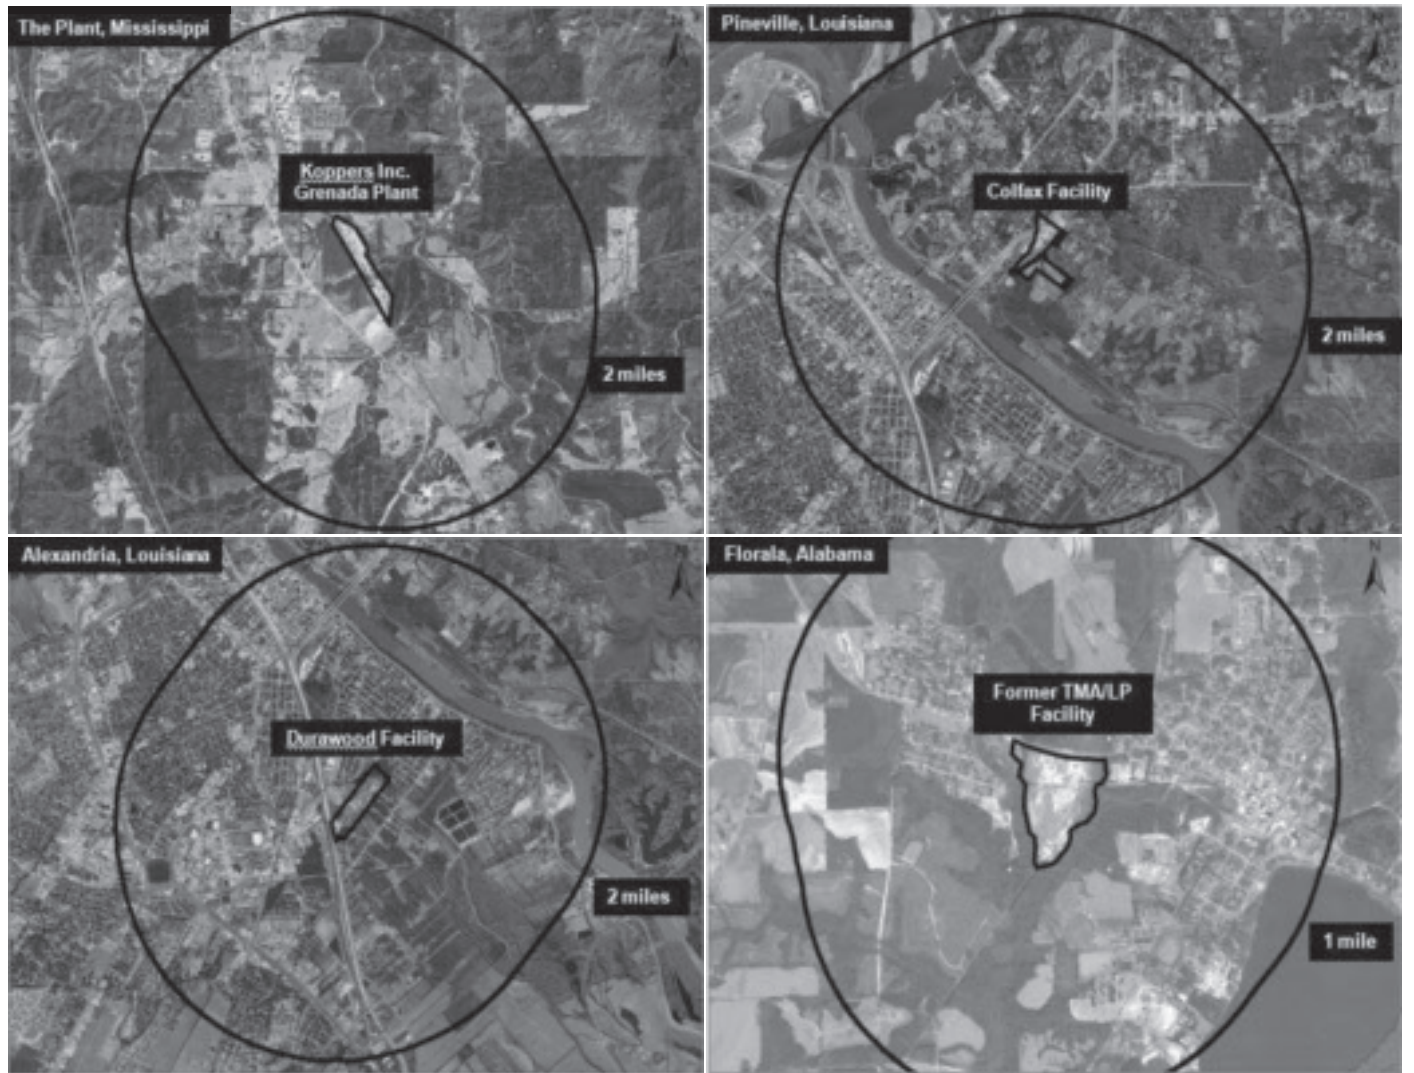 The Plant, Mississippi
Koppers Inc.
Grenada Plant
2 miles
Pineville, Louisiana
Colfax Facility
2 miles
Alexandria, Louisiana
Durawood Facility
2 miles
Florala, Alabama
N
Former TMA/LP
Facility
1 mile